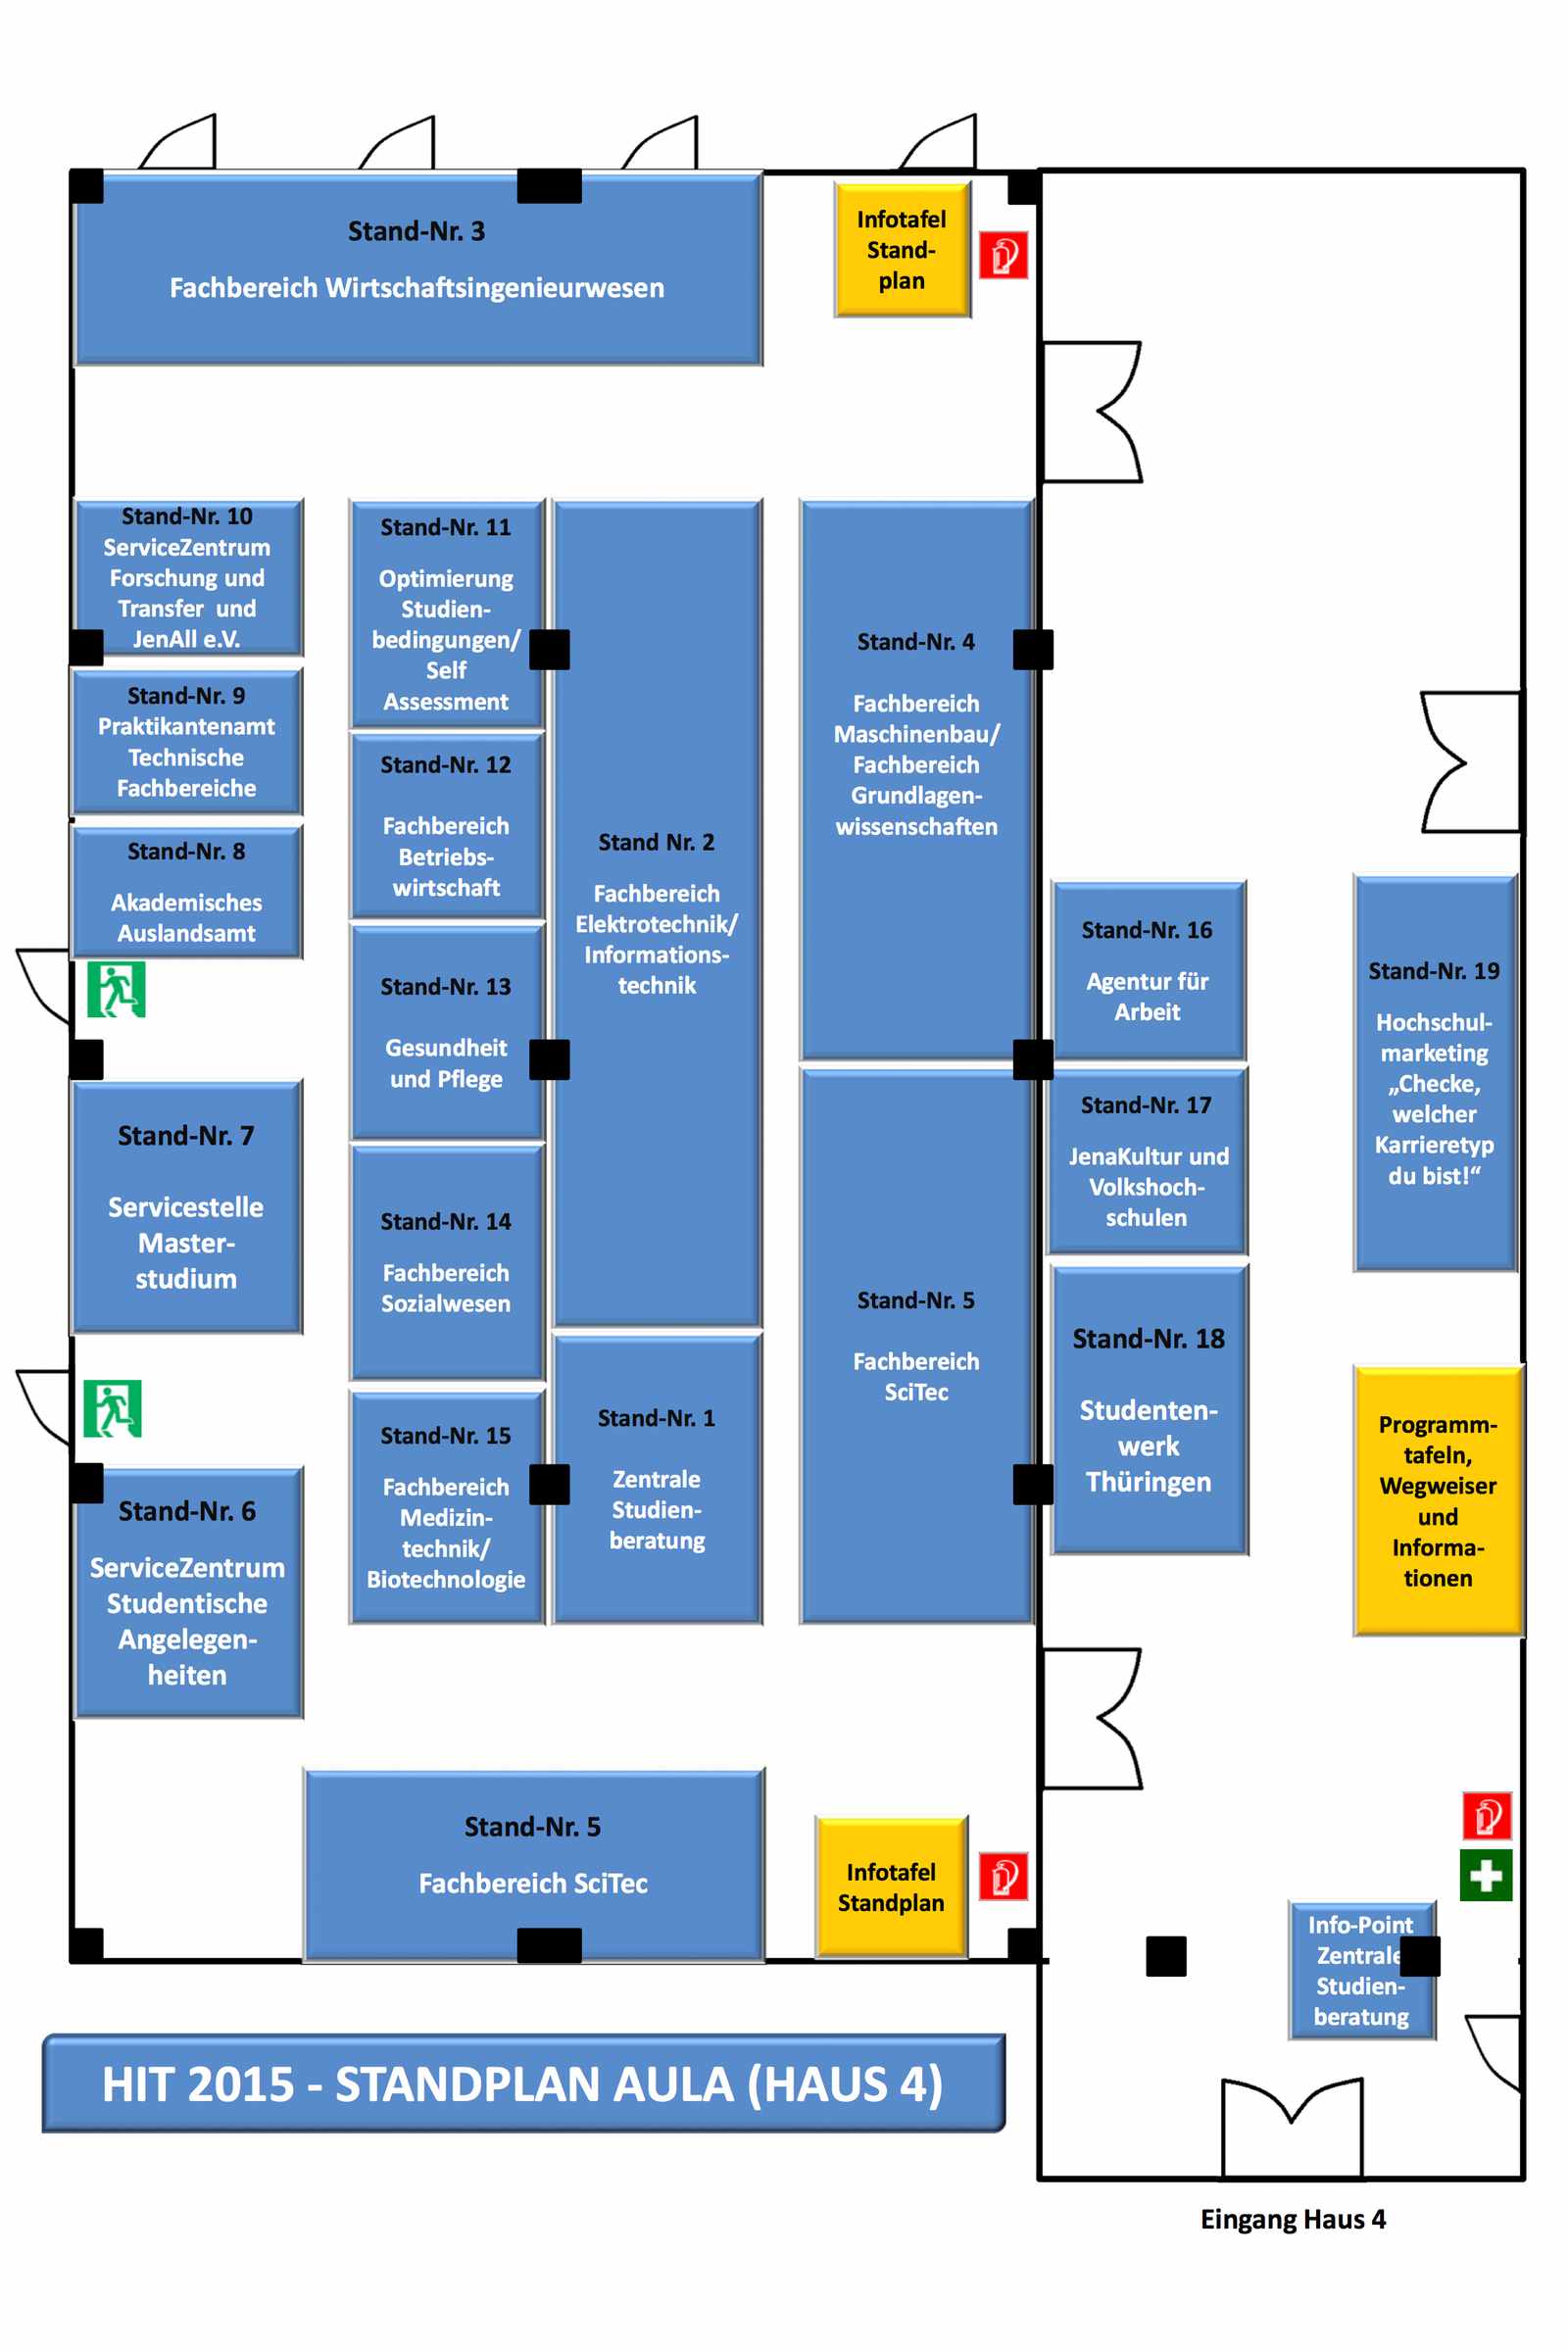 Stand-Nr. 3
Fachbereich Wirtschaftsingenieurwesen
Infotafel
Stand-
plan
Stand-Nr. 10
ServiceZentrum
Forschung und
Transfer und
JenAll e.V.
Stand-Nr. 9
Praktikantenamt
Technische
Fachbereiche
Stand-Nr. 8
Akademisches
Auslandsamt
Stand-Nr. 7
Servicestelle
Master-
studium
Stand-Nr. 6
ServiceZentrum
Studentische
Angelegen-
heiten
Stand-Nr. 11
Optimierung
Studien-
bedingungen/
Self
Assessment
Stand-Nr. 12
Fachbereich
Betriebs-
wirtschaft
Stand-Nr. 13
Gesundheit
und Pflege
Stand-Nr. 14
Fachbereich
Sozialwesen
Stand-Nr. 15
Fachbereich
Medizin-
technik/
Biotechnologie
Stand Nr. 2
Fachbereich
Elektrotechnik/
Informations-
technik
Stand-Nr. 1
Zentrale
Studien-
beratung
Stand-Nr. 4
Fachbereich
Maschinenbau/
Fachbereich
Grundlagen-
wissenschaften
Stand-Nr. 5
Fachbereich
SciTec
Stand-Nr. 16
Agentur für
Arbeit
Stand-Nr. 17
JenaKultur und
Volkshoch-
schulen
Stand-Nr. 18
Studenten-
werk
Thüringen
Stand-Nr. 19
Hochschul-
marketing
„Checke,
welcher
Karrieretyp
du bist!“
Programm-
tafeln,
Wegweiser
und
Informa-
tionen
Stand-Nr. 5
Fachbereich SciTec
Infotafel
Standplan
Info-Point
Zentrale
Studien-
beratung
HIT 2015 - STANDPLAN AULA (HAUS 4)
Eingang Haus 4